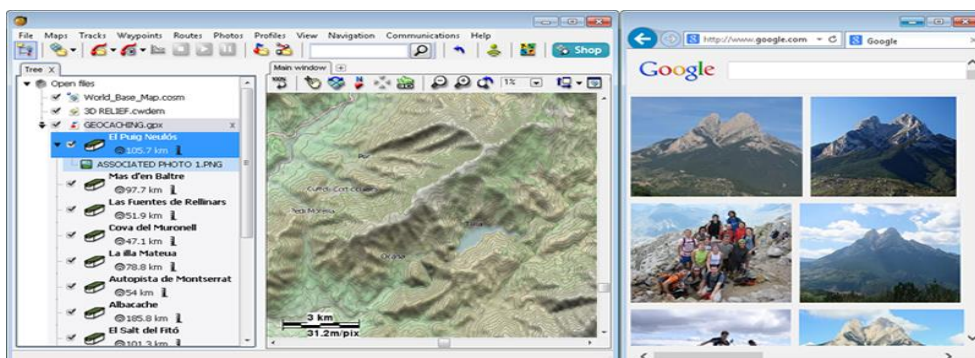 File Maps Tracks Waypoints Routes Photos Profiles View Navigation Communications Help
Shop
Tree X
Open files
World_Base_Map.cosm
3D RELIEF.cwdem
GEOCACHING.gpx x
El Puig Neulós
105.7 km
ASSOCIATED PHOTO 1.PNG
Mas d'en Baltre
97.7 km
Las Fuentes de Rellinars
51.9 km
Cova del Muronell
47.1 km
La illa Mateua
78.8 km
Autopista de Montserrat
54 km
Albacache
185.8 km
El Salt del Fitó
101.3 km
Main window
100%
1%
3 km
31.2m/pix
http://www.google.com
Google
Google